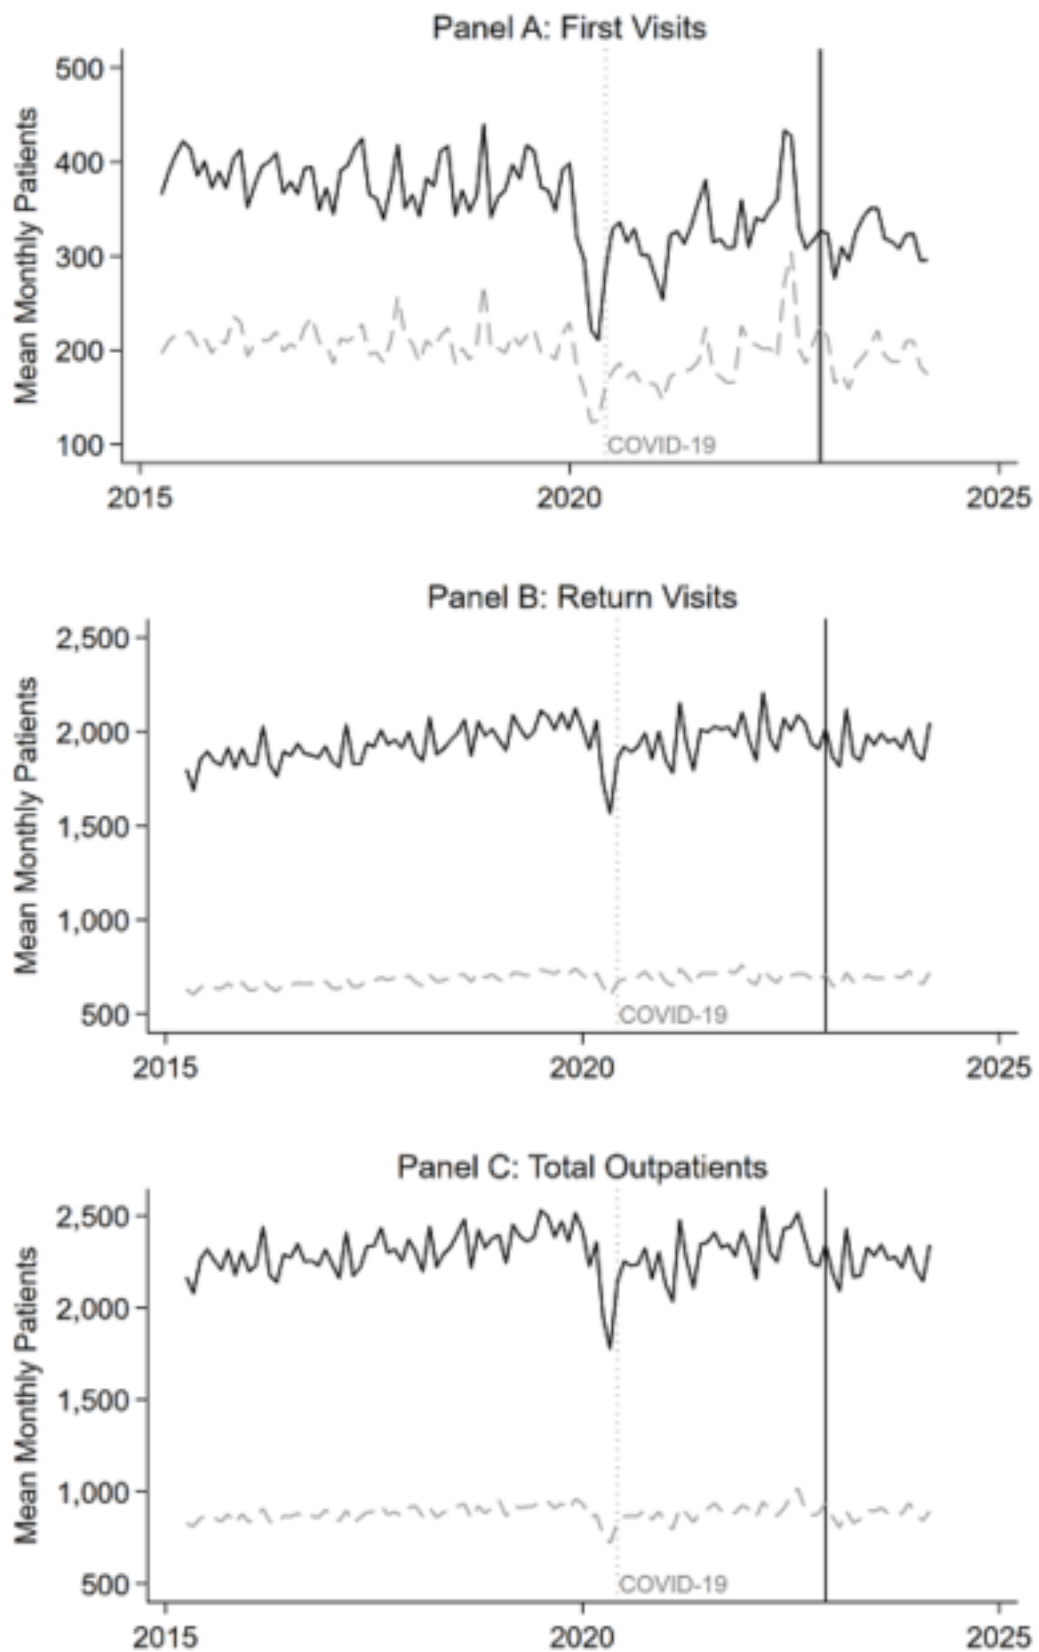 Panel A: First Visits
Mean Monthly Patients
500
400
300
200
100
COVID-19
2015
2020
2025
Panel B: Return Visits
Mean Monthly Patients
2,500
2,000
1,500
1,000
500
COVID-19
2015
2020
2025
Panel C: Total Outpatients
Mean Monthly Patients
2,500
2,000
1,500
1,000
500
COVID-19
2015
2020
2025